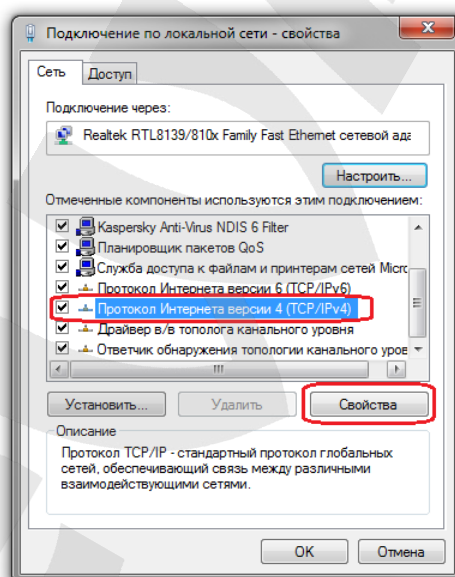 Подключение по локальной сети - свойства
Сеть
Доступ
Подключение через:
Realtek RTL8139/810x Family Fast Ethernet сетевой ада
Настроить...
Отмеченные компоненты используются этим подключением:
Kaspersky Anti-Virus NDIS 6 Filter
Планировщик пакетов QoS
Служба доступа к файлам и принтерам сетей Micro
Протокол Интернета версии 6 (TCP/IPv6)
Протокол Интернета версии 4 (TCP/IPv4)
Драйвер в/в тополога канального уровня
Ответчик обнаружения топологии канального уров
Установить...
Удалить
Свойства
Описание
Протокол TCP/IP - стандартный протокол глобальных
сетей, обеспечивающий связь между различными
взаимодействующими сетями.
OK
Отмена